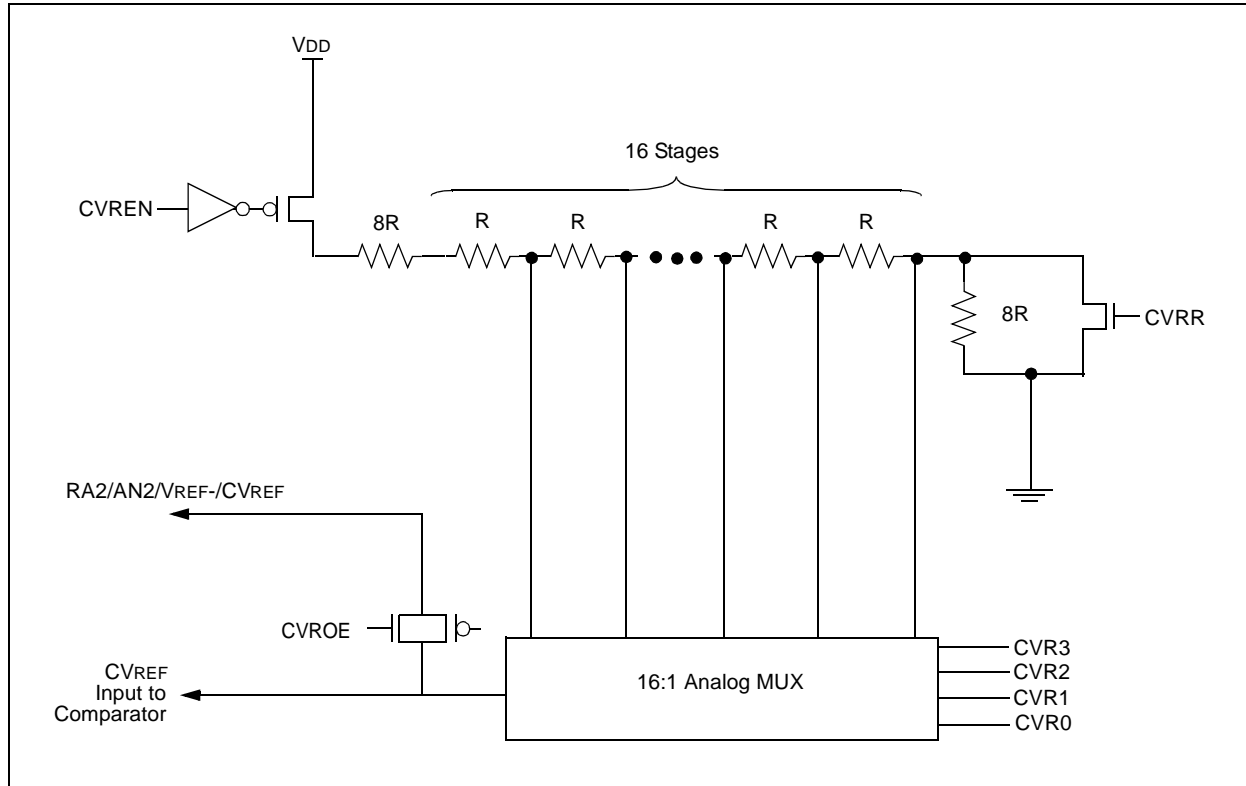 VDD
16 Stages
CVREN
8R
R
R
R
R
8R
CVRR
RA2/AN2/VREF-/CVREF
CVROE
CVREF
Input to
Comparator
16:1 Analog MUX
CVR3
CVR2
CVR1
CVR0